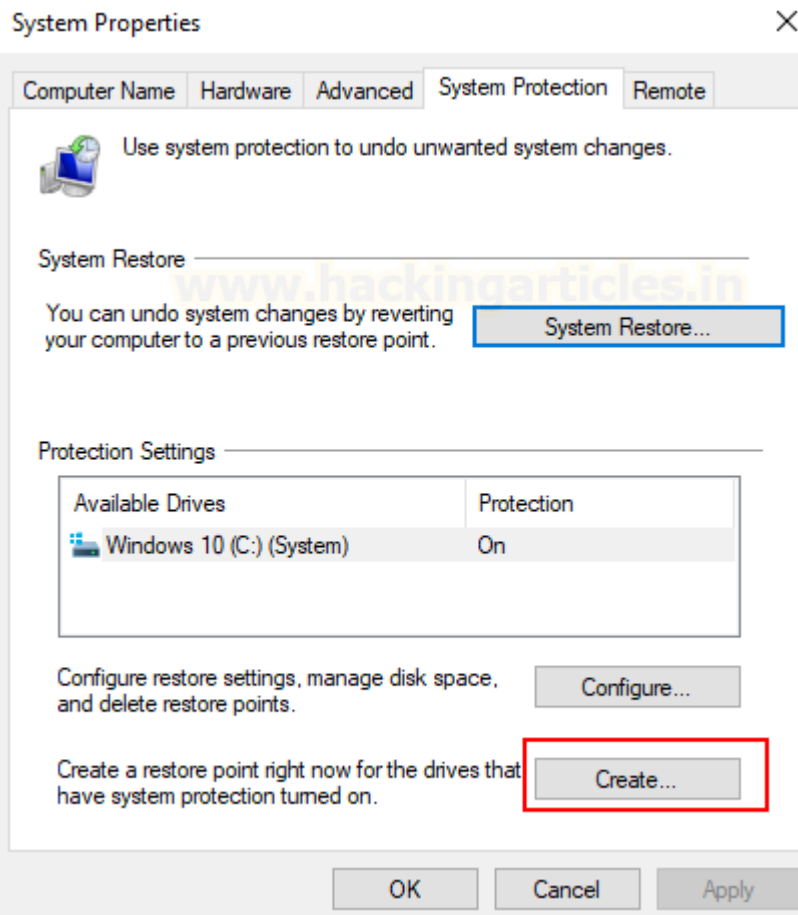 System Properties
Computer Name Hardware Advanced System Protection Remote
Use system protection to undo unwanted system changes.
System Restore
www.hackingarticles.in
You can undo system changes by reverting
your computer to a previous restore point.
System Restore...
Protection Settings
Available Drives Protection
Windows 10 (C:) (System) On
Configure restore settings, manage disk space,
and delete restore points.
Configure...
Create a restore point right now for the drives that
have system protection turned on.
Create...
OK Cancel Apply